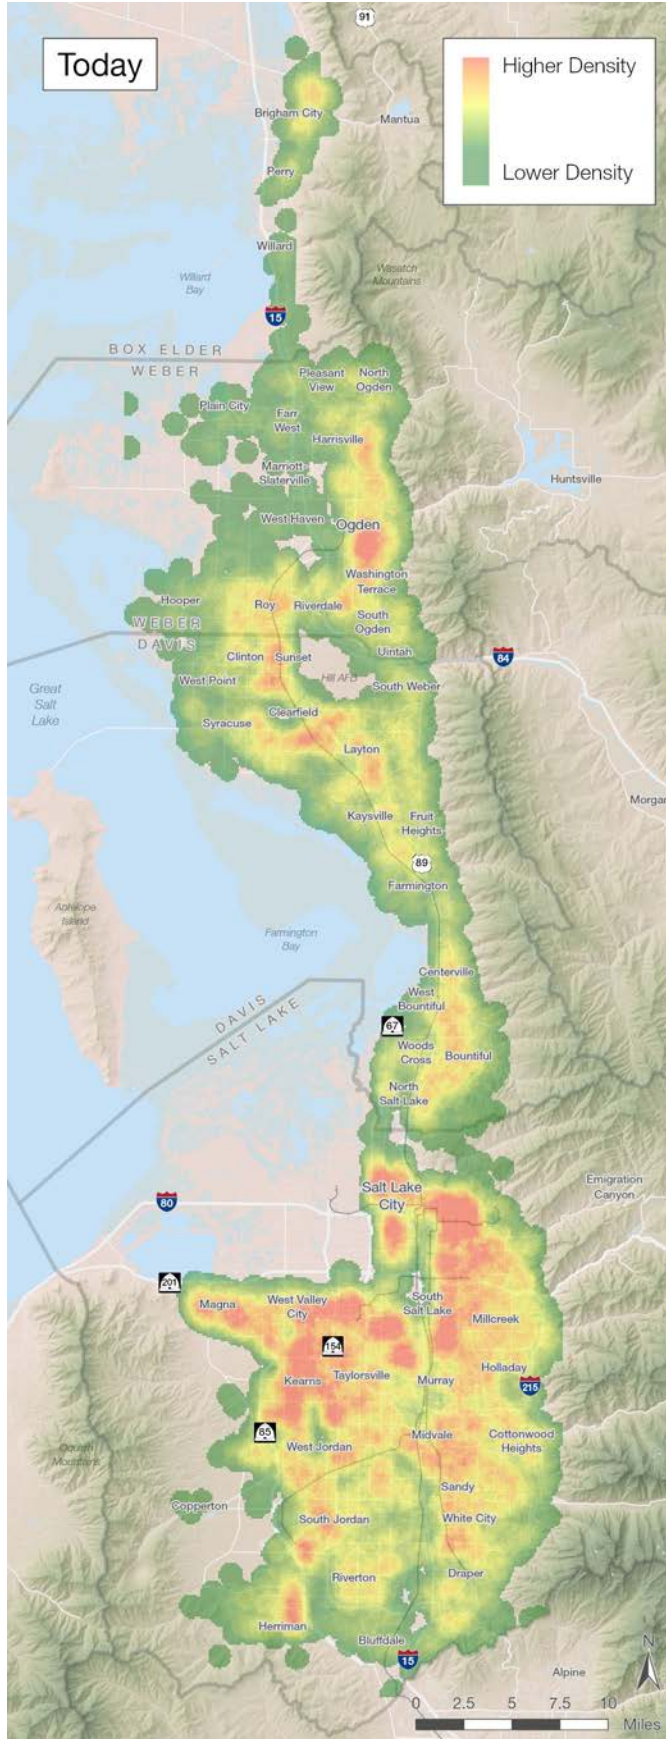 91
Today
Higher Density
Lower Density
Brigham City
Mantua
Perry
Willard
Willard
Bay
Wasatch
Mountains
15
BOX ELDER
WEBER
Pleasant
View
North
Ogden
Plain City
Farr
West
Harrisville
Marriott-
Slaterville
Huntsville
West Haven
Ogden
Washington
Terrace
Hooper
Roy
Riverdale
South
Ogden
WEBER
DAVIS
Uintah
84
Clinton
Sunset
Hill AFB
West Point
South Weber
Great
Salt
Lake
Clearfield
Syracuse
Layton
Morgan
Kaysville
Fruit
Heights
89
Farmington
Antelope
Island
Farmington
Bay
Centerville
West
Bountiful
DAVIS
SALT LAKE
67
Woods
Cross
Bountiful
North
Salt Lake
Salt Lake
City
Emigration
Canyon
80
201
Magna
West Valley
City
South
Salt Lake
Millcreek
154
Kearns
Taylorsville
Murray
Holladay
215
85
West Jordan
Midvale
Cottonwood
Heights
Oquirrh
Mountains
Sandy
Copperton
South Jordan
White City
Riverton
Draper
Herriman
Bluffdale
15
N
Alpine
0 2.5 5 7.5 10
Miles